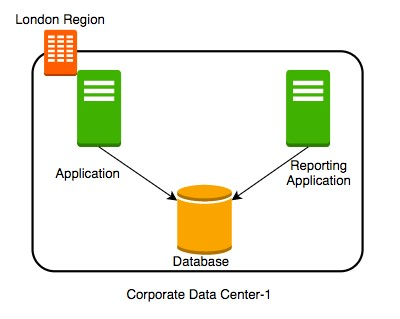 London Region
Application
Reporting
Application
Database
Corporate Data Center-1